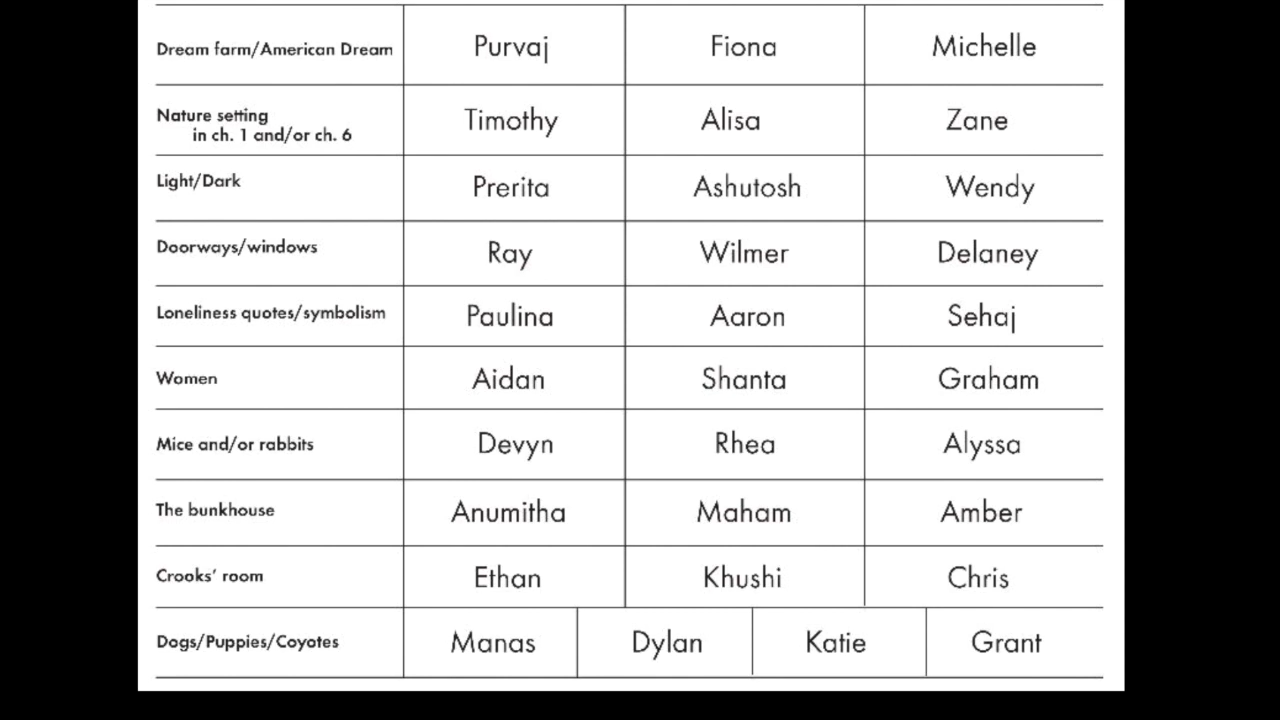 Dream farm/American Dream Purvaj Fiona Michelle
Nature setting
in ch. 1 and/or ch. 6 Timothy Alisa Zane
Light/Dark Prerita Ashutosh Wendy
Doorways/windows Ray Wilmer Delaney
Loneliness quotes/symbolism Paulina Aaron Sehaj
Women Aidan Shanta Graham
Mice and/or rabbits Devyn Rhea Alyssa
The bunkhouse Anumitha Maham Amber
Crooks’ room Ethan Khushi Chris
Dogs/Puppies/Coyotes Manas Dylan Katie Grant